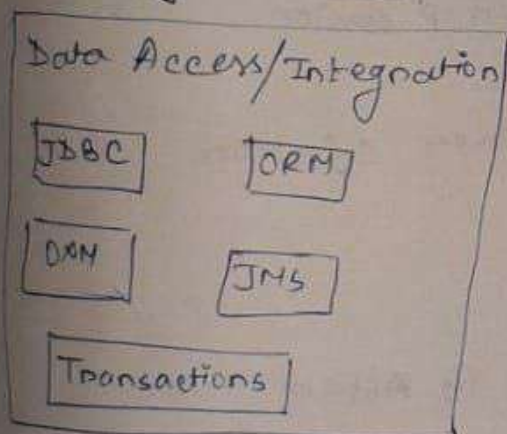 Data Access/Integration
JDBC
ORM
OXM
JMS
Transactions